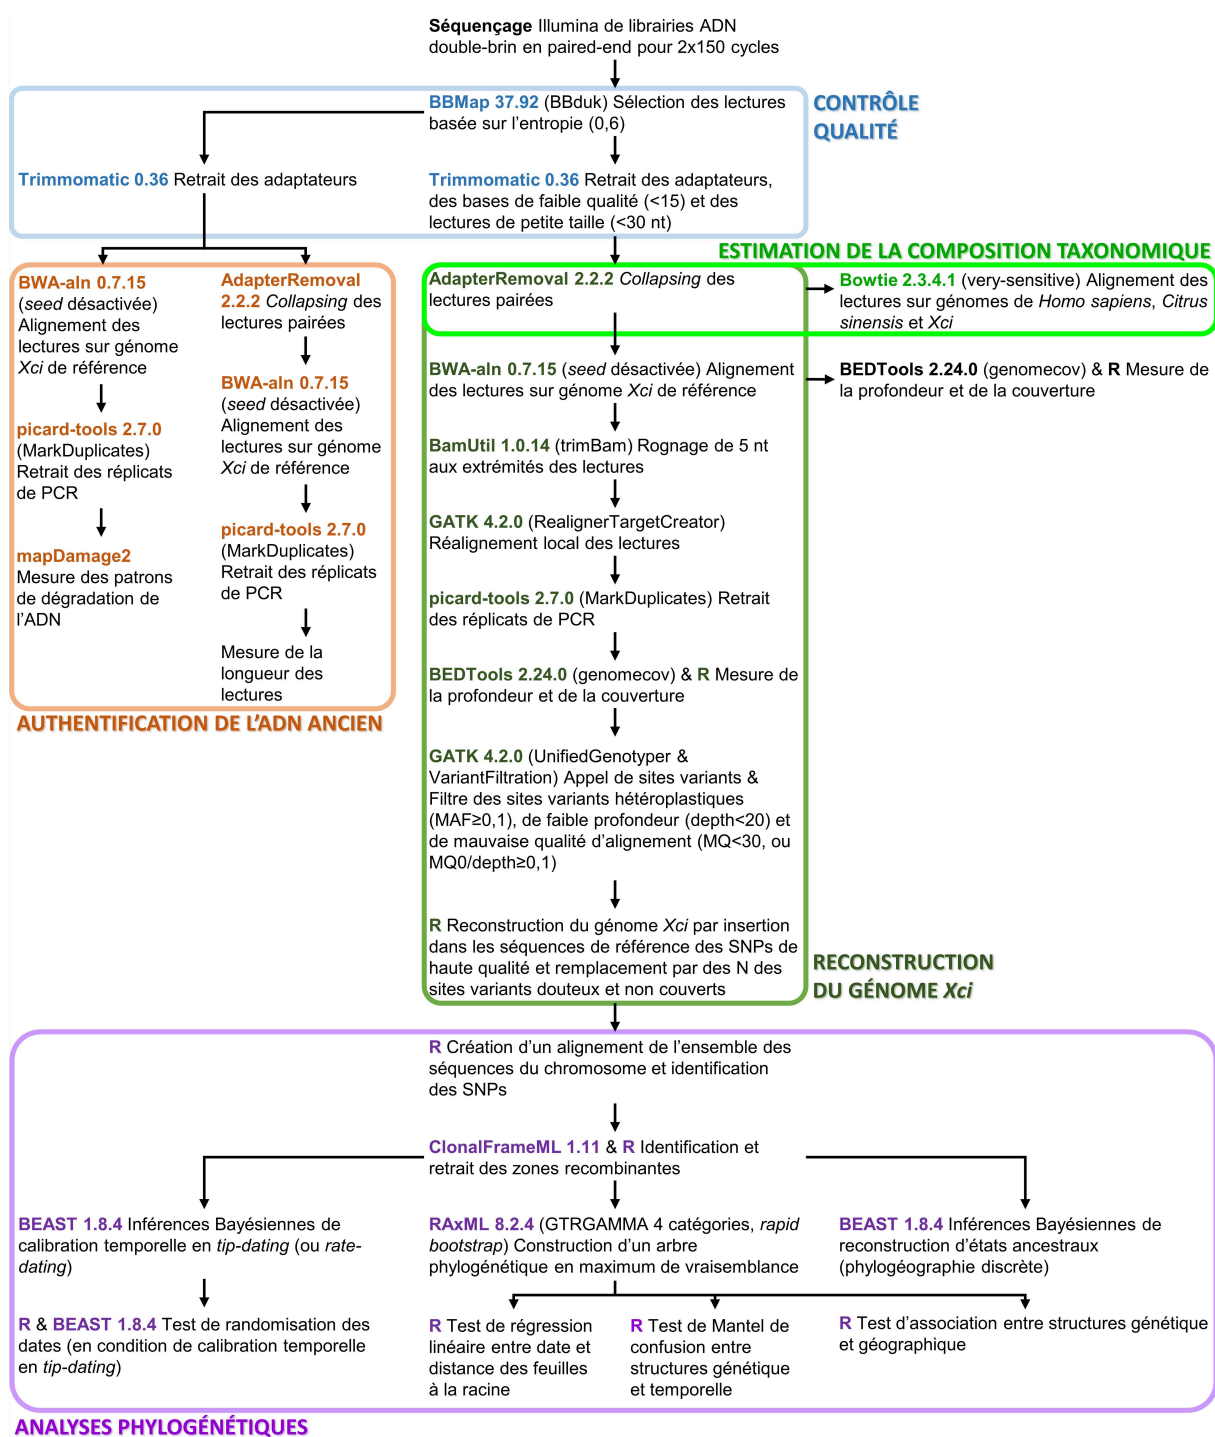 Séquençage Illumina de librairies ADN
double-brin en paired-end pour 2x150 cycles
CONTRÔLE
QUALITÉ
BBMap 37.92 (BBduk) Sélection des lectures
basée sur l'entropie (0,6)
Trimmomatic 0.36 Retrait des adaptateurs
Trimmomatic 0.36 Retrait des adaptateurs,
des bases de faible qualité (<15) et des
lectures de petite taille (<30 nt)
ESTIMATION DE LA COMPOSITION TAXONOMIQUE
BWA-aln 0.7.15
(seed désactivée)
Alignement des
lectures sur génome
Xci de référence
picard-tools 2.7.0
(MarkDuplicates)
Retrait des réplicats
de PCR
mapDamage2
Mesure des patrons
de dégradation de
l'ADN
AdapterRemoval
2.2.2 Collapsing des
lectures pairées
BWA-aln 0.7.15
(seed désactivée)
Alignement des
lectures sur génome
Xci de référence
picard-tools 2.7.0
(MarkDuplicates)
Retrait des réplicats
de PCR
Mesure de la
longueur des
lectures
AUTHENTIFICATION DE L'ADN ANCIEN
AdapterRemoval 2.2.2 Collapsing des
lectures pairées
Bowtie 2.3.4.1 (very-sensitive) Alignement des
lectures sur génomes de Homo sapiens, Citrus
sinensis et Xci
BWA-aln 0.7.15 (seed désactivée) Alignement
des lectures sur génome Xci de référence
BEDTools 2.24.0 (genomecov) & R Mesure de
la profondeur et de la couverture
BamUtil 1.0.14 (trimBam) Rognage de 5 nt
aux extrémités des lectures
GATK 4.2.0 (RealignerTargetCreator)
Réalignement local des lectures
picard-tools 2.7.0 (MarkDuplicates) Retrait
des réplicats de PCR
BEDTools 2.24.0 (genomecov) & R Mesure de
la profondeur et de la couverture
GATK 4.2.0 (UnifiedGenotyper &
VariantFiltration) Appel de sites variants &
Filtre des sites variants hétéroplastiques
(MAF≥0,1), de faible profondeur (depth<20) et
de mauvaise qualité d'alignement (MQ<30, ou
MQ0/depth≥0,1)
R Reconstruction du génome Xci par insertion
dans les séquences de référence des SNPs de
haute qualité et remplacement par des N des
sites variants douteux et non couverts
RECONSTRUCTION
DU GÉNOME Xci
R Création d'un alignement de l'ensemble des
séquences du chromosome et identification
des SNPs
ClonalFrameML 1.11 & R Identification et
retrait des zones recombinantes
BEAST 1.8.4 Inférences Bayésiennes de
calibration temporelle en tip-dating (ou rate-
dating)
RAxML 8.2.4 (GTRGAMMA 4 catégories, rapid
bootstrap) Construction d'un arbre
phylogénétique en maximum de vraisemblance
BEAST 1.8.4 Inférences Bayésiennes de
reconstruction d'états ancestraux
(phylogéographie discrète)
R & BEAST 1.8.4 Test de randomisation des
dates (en condition de calibration temporelle
en tip-dating)
R Test de régression
linéaire entre date et
distance des feuilles
à la racine
R Test de Mantel de
confusion entre
structures génétique
et temporelle
R Test d'association entre structures génétique
et géographique
ANALYSES PHYLOGÉNÉTIQUES